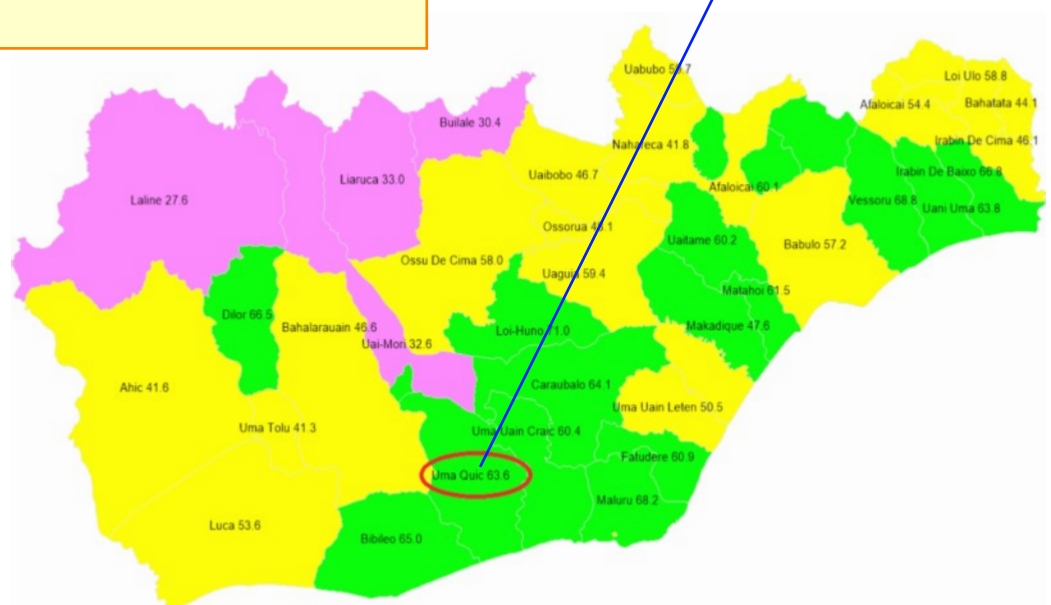 Uabubo 59.7
Loi Ulo 58.8
Afaloicai 54.4
Bahatata 44.1
Builale 30.4
Nahareca 41.8
Irabin De Cima 46.1
Liaruca 33.0
Uaibobo 46.7
Irabin De Baixo 66.8
Afaloicai 60.1
Laline 27.6
Vessoru 68.8
Uani Uma 63.8
Ossorua
Uaitame 60.2
Babulo 57.2
Ossu De Cima 58.0
Uaguia 59.4
Matahoi 61.5
Dilor 66.5
Bahalarauain 46.6
Loi-Huno 71.0
Makadique 47.6
Uai-Mori 32.6
Ahic 41.6
Caraubalo 64.1
Uma Uain Leten 50.5
Uma Tolu 41.3
Uma Uain Craic 60.4
Fatudere 60.9
Uma Quic 63.6
Maluru 68.2
Luca 53.6
Bibileo 65.0